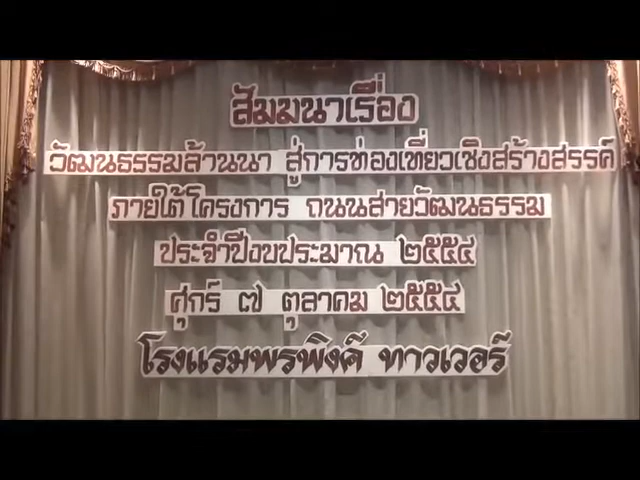 สัมมนาเรื่อง
วัฒนธรรมล้านนา สู่การท่องเที่ยวเชิงสร้างสรรค์
ภายใต้โครงการ ถนนสายวัฒนธรรม
ประจำปีงบประมาณ ๒๕๕๔
ศุกร์ ๗ ตุลาคม ๒๕๕๔
โรงแรมพรพิงค์ ทาวเวอร์